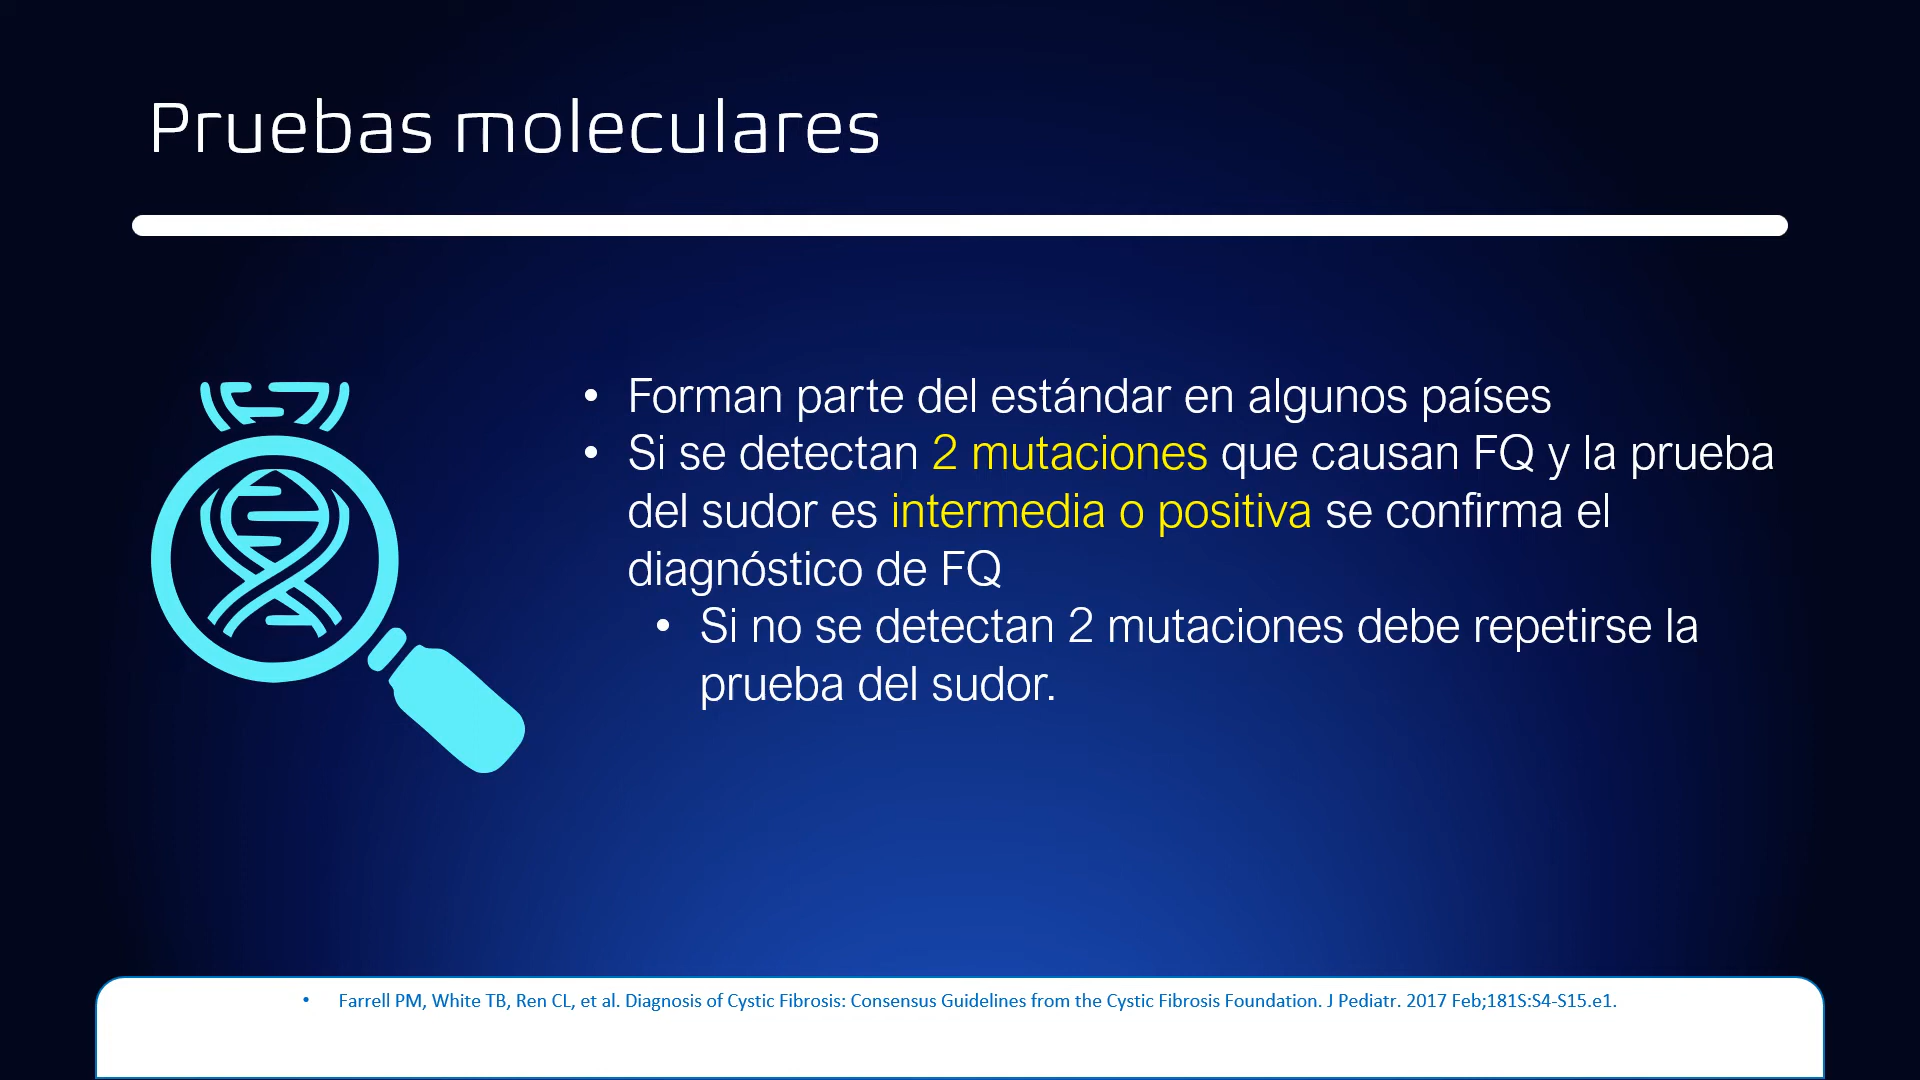 Pruebas moleculares
• Forman parte del estándar en algunos países
• Si se detectan 2 mutaciones que causan FQ y la prueba
del sudor es intermedia o positiva se confirma el
diagnóstico de FQ
• Si no se detectan 2 mutaciones debe repetirse la
prueba del sudor.
• Farrell PM, White TB, Ren CL, et al. Diagnosis of Cystic Fibrosis: Consensus Guidelines from the Cystic Fibrosis Foundation. J Pediatr. 2017 Feb;181S:S4-S15.e1.